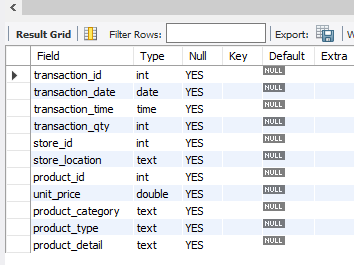 Result Grid Filter Rows: Export: W
Field Type Null Key Default Extra
transaction_id int YES NULL
transaction_date date YES NULL
transaction_time time YES NULL
transaction_qty int YES NULL
store_id int YES NULL
store_location text YES NULL
product_id int YES NULL
unit_price double YES NULL
product_category text YES NULL
product_type text YES NULL
product_detail text YES NULL